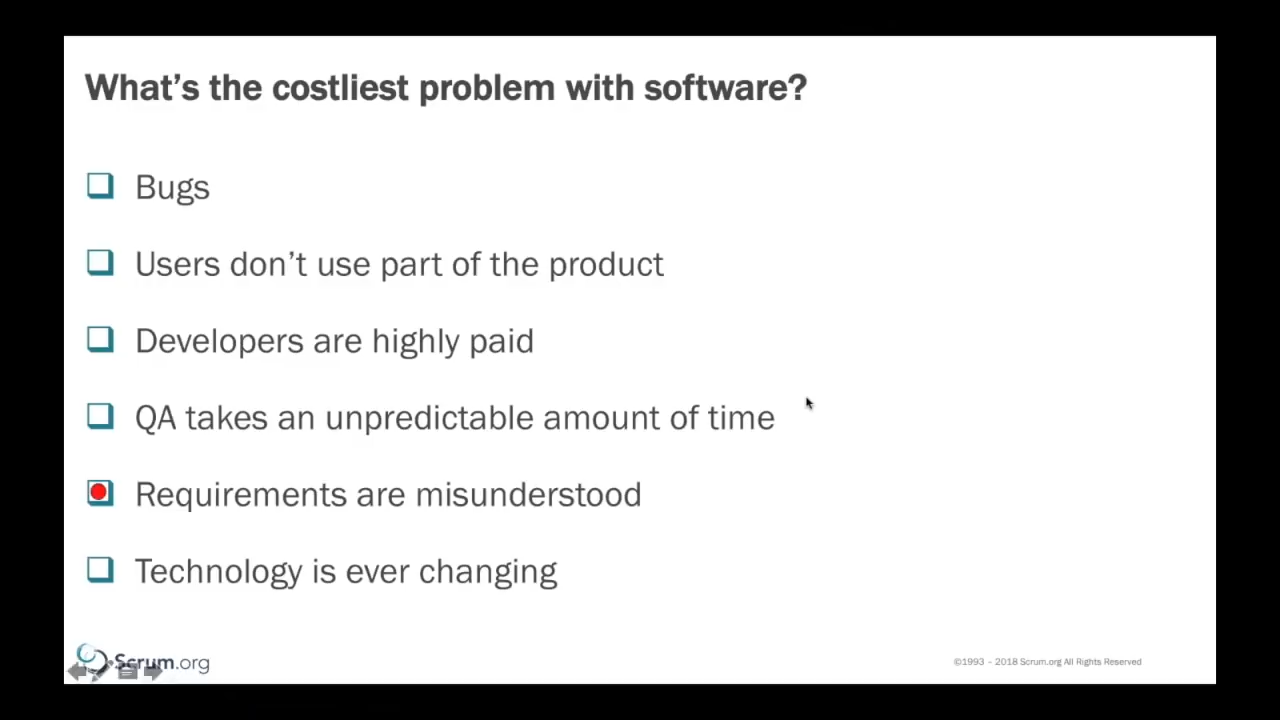 What's the costliest problem with software?
Bugs
Users don't use part of the product
Developers are highly paid
QA takes an unpredictable amount of time
Requirements are misunderstood
Technology is ever changing
Scrum.org
©1993 – 2018 Scrum.org All Rights Reserved